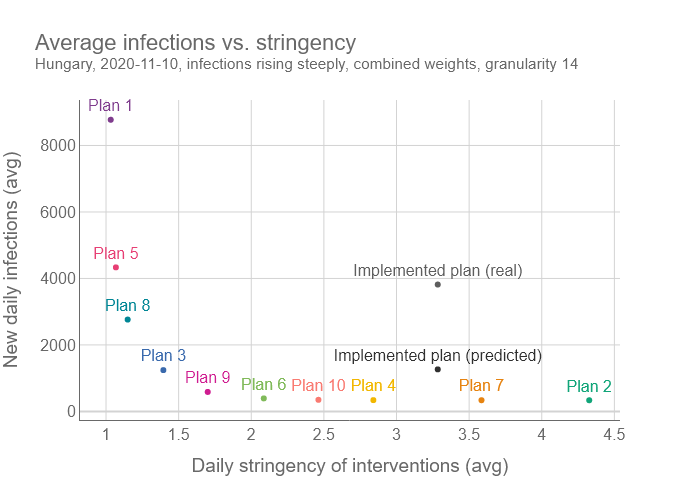 Average infections vs. stringency
Hungary, 2020-11-10, infections rising steeply, combined weights, granularity 14
Plan 1
8000
6000
Plan 5
Implemented plan (real)
4000
Plan 8
Plan 3
Implemented plan (predicted)
2000
Plan 9
Plan 6
Plan 10
Plan 4
Plan 7
Plan 2
0
1
1.5
2
2.5
3
3.5
4
4.5
Daily stringency of interventions (avg)
New daily infections (avg)